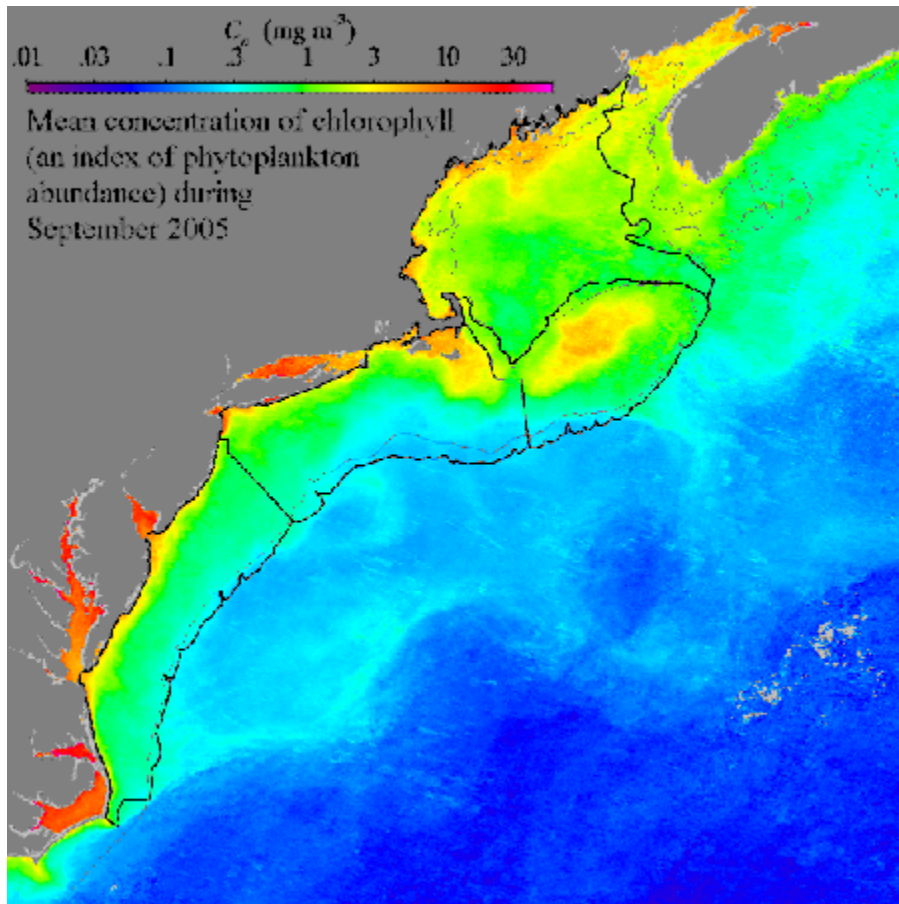 Cₐ (mg m⁻³)
.01 .03 .1 .3 1 3 10 30
Mean concentration of chlorophyll
(an index of phytoplankton
abundance) during
September 2005